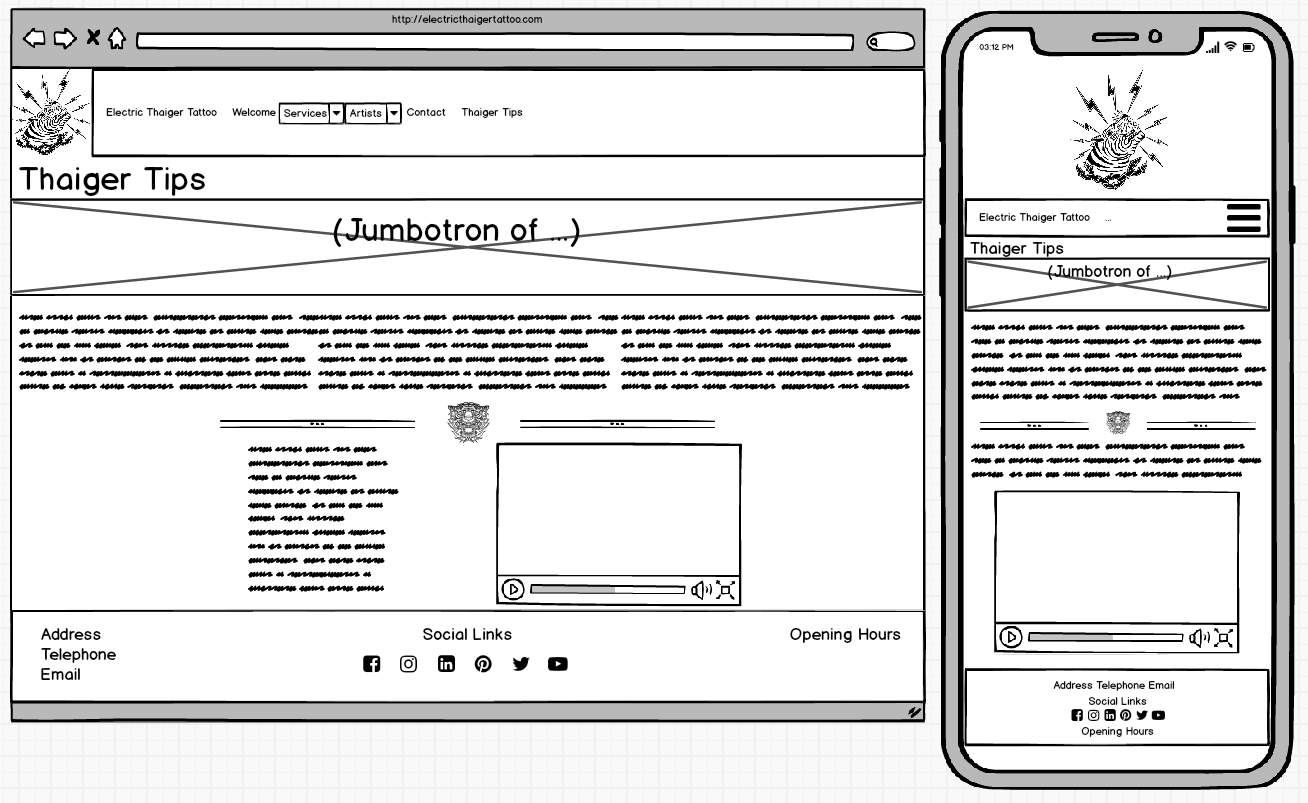 http://electricthaigertattoo.com
Electric Thaiger Tattoo Welcome Services Artists Contact Thaiger Tips
Thaiger Tips
(Jumbotron of ...)
Address
Telephone
Email
Social Links
Opening Hours
03:12 PM
Electric Thaiger Tattoo ...
Thaiger Tips
(Jumbotron of ...)
Address Telephone Email
Social Links
Opening Hours